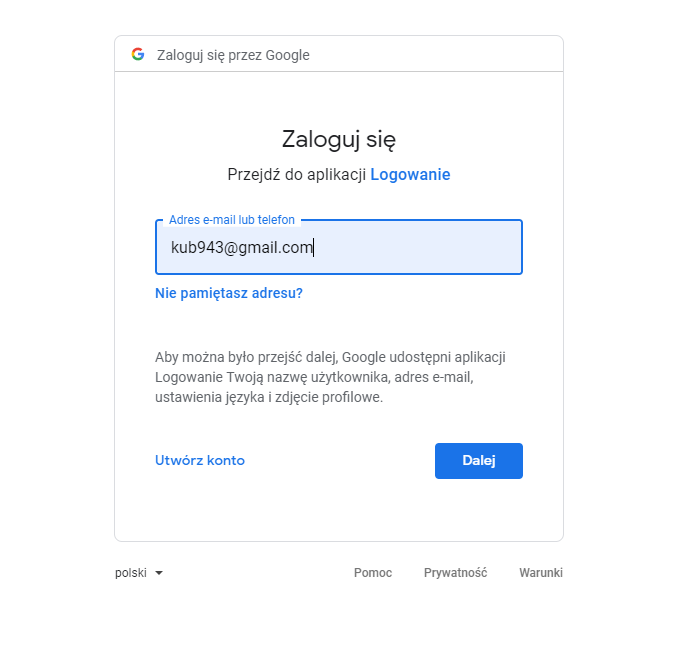 Zaloguj się przez Google
Zaloguj się
Przejdź do aplikacji Logowanie
Adres e-mail lub telefon
kub943@gmail.com
Nie pamiętasz adresu?
Aby można było przejść dalej, Google udostępni aplikacji
Logowanie Twoją nazwę użytkownika, adres e-mail,
ustawienia języka i zdjęcie profilowe.
Utwórz konto
Dalej
polski
Pomoc
Prywatność
Warunki